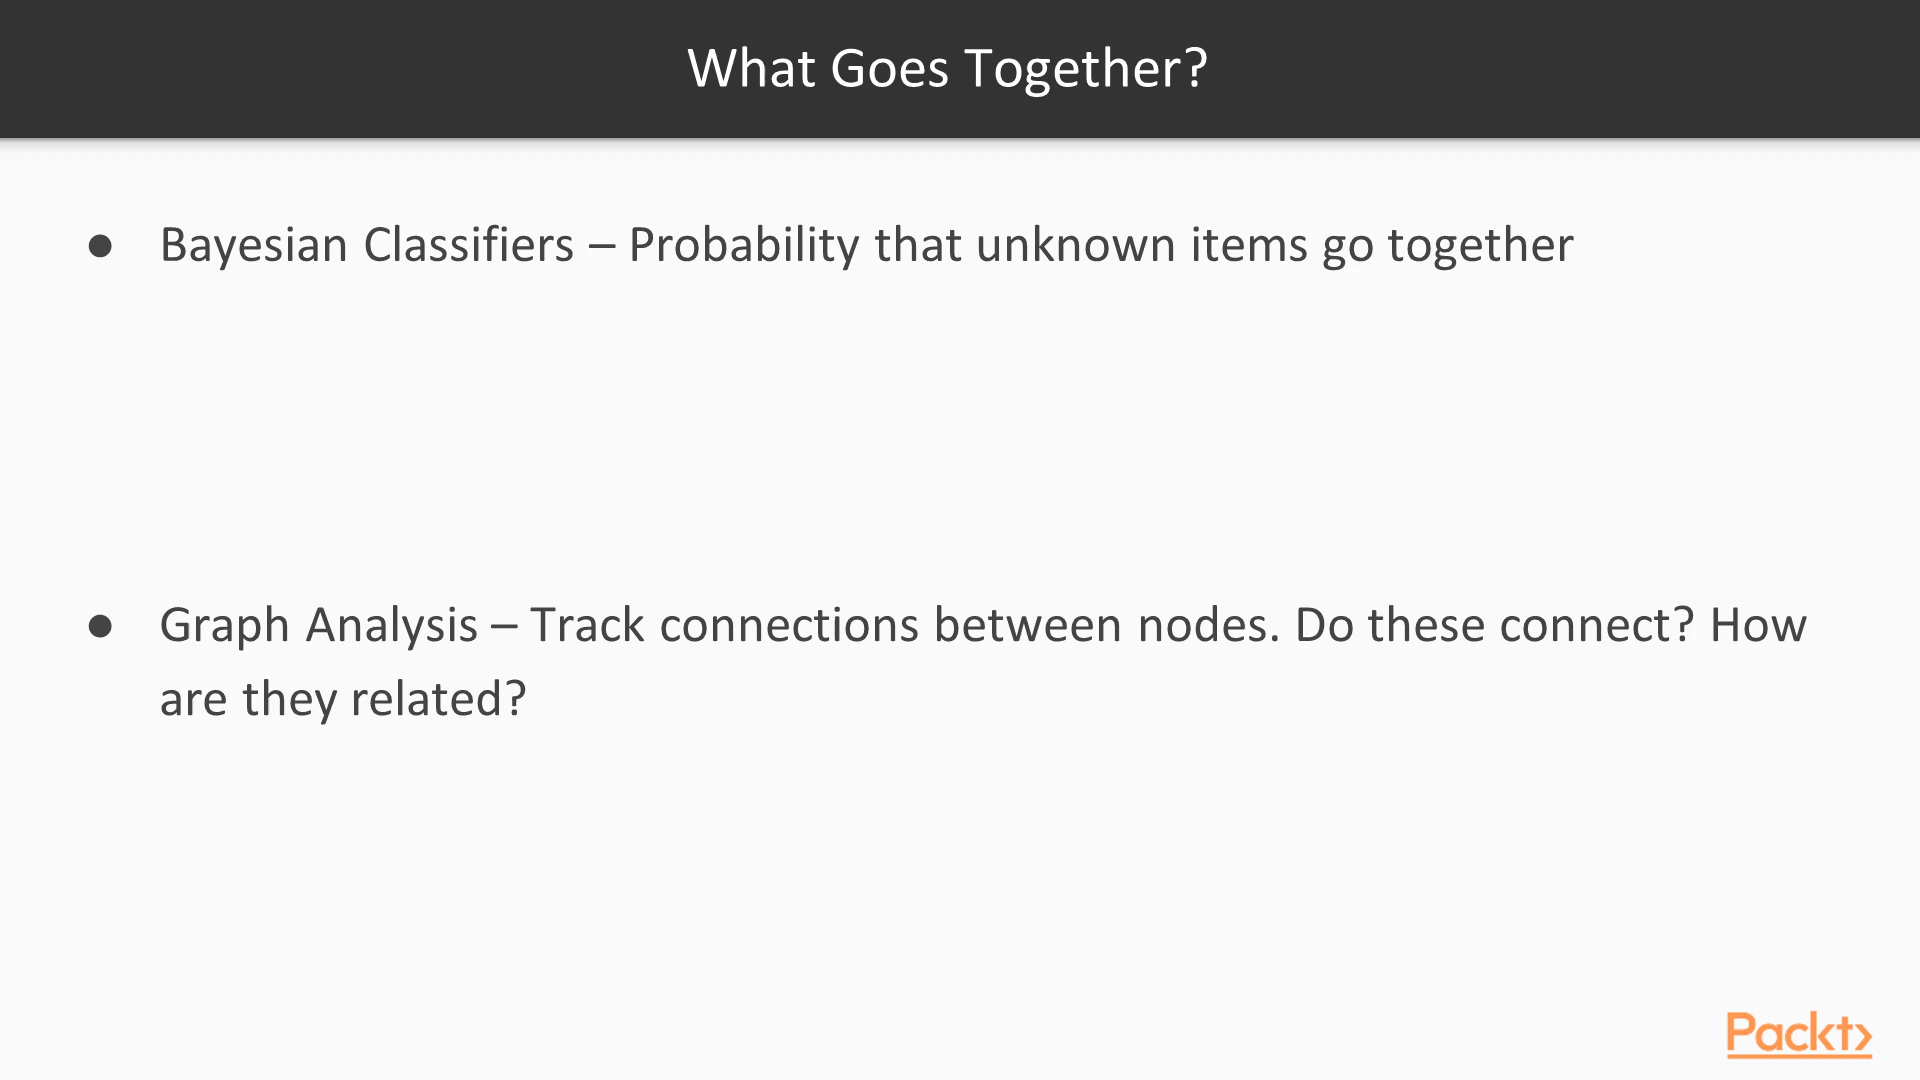 What Goes Together?
● Bayesian Classifiers – Probability that unknown items go together
● Graph Analysis – Track connections between nodes. Do these connect? How
are they related?
Packt>